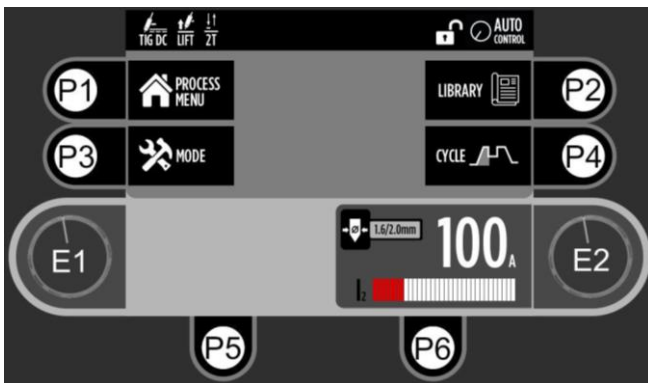 TIG DC LIFT 2T AUTO CONTROL
P1 PROCESS MENU LIBRARY P2
P3 MODE CYCLE P4
1.6/2.0mm 100 A
E1 E2
I2
P5 P6